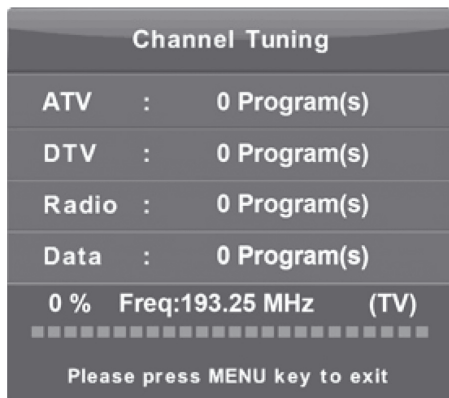 Channel Tuning
ATV : 0 Program(s)
DTV : 0 Program(s)
Radio : 0 Program(s)
Data : 0 Program(s)
0 % Freq:193.25 MHz (TV)
Please press MENU key to exit